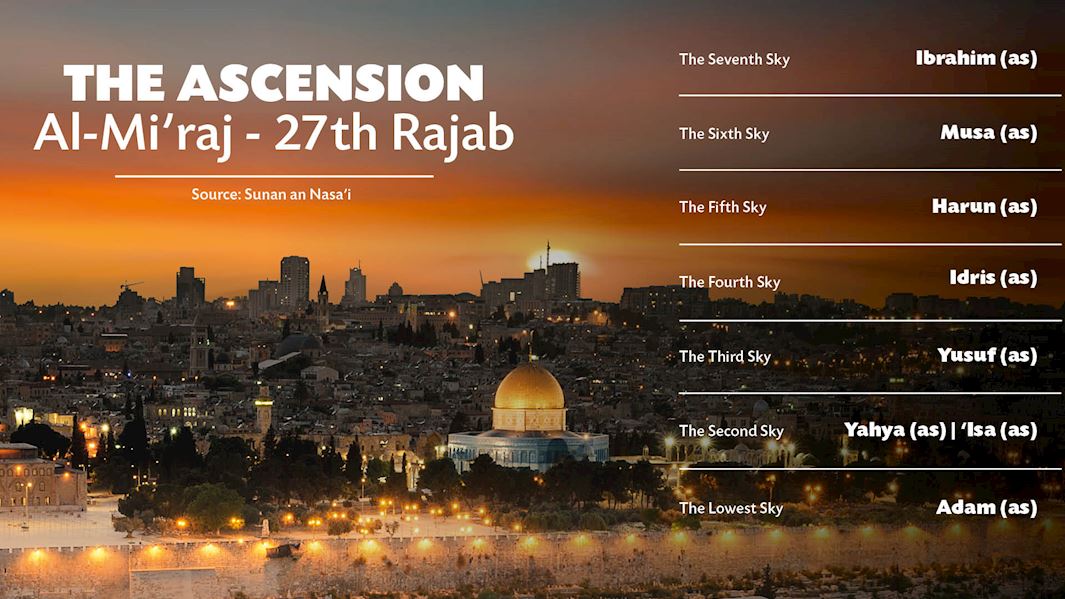 THE ASCENSION
Al-Mi’raj - 27th Rajab
Source: Sunan an Nasa’i
The Seventh Sky Ibrahim (as)
The Sixth Sky Musa (as)
The Fifth Sky Harun (as)
The Fourth Sky Idris (as)
The Third Sky Yusuf (as)
The Second Sky Yahya (as) | ‘Isa (as)
The Lowest Sky Adam (as)